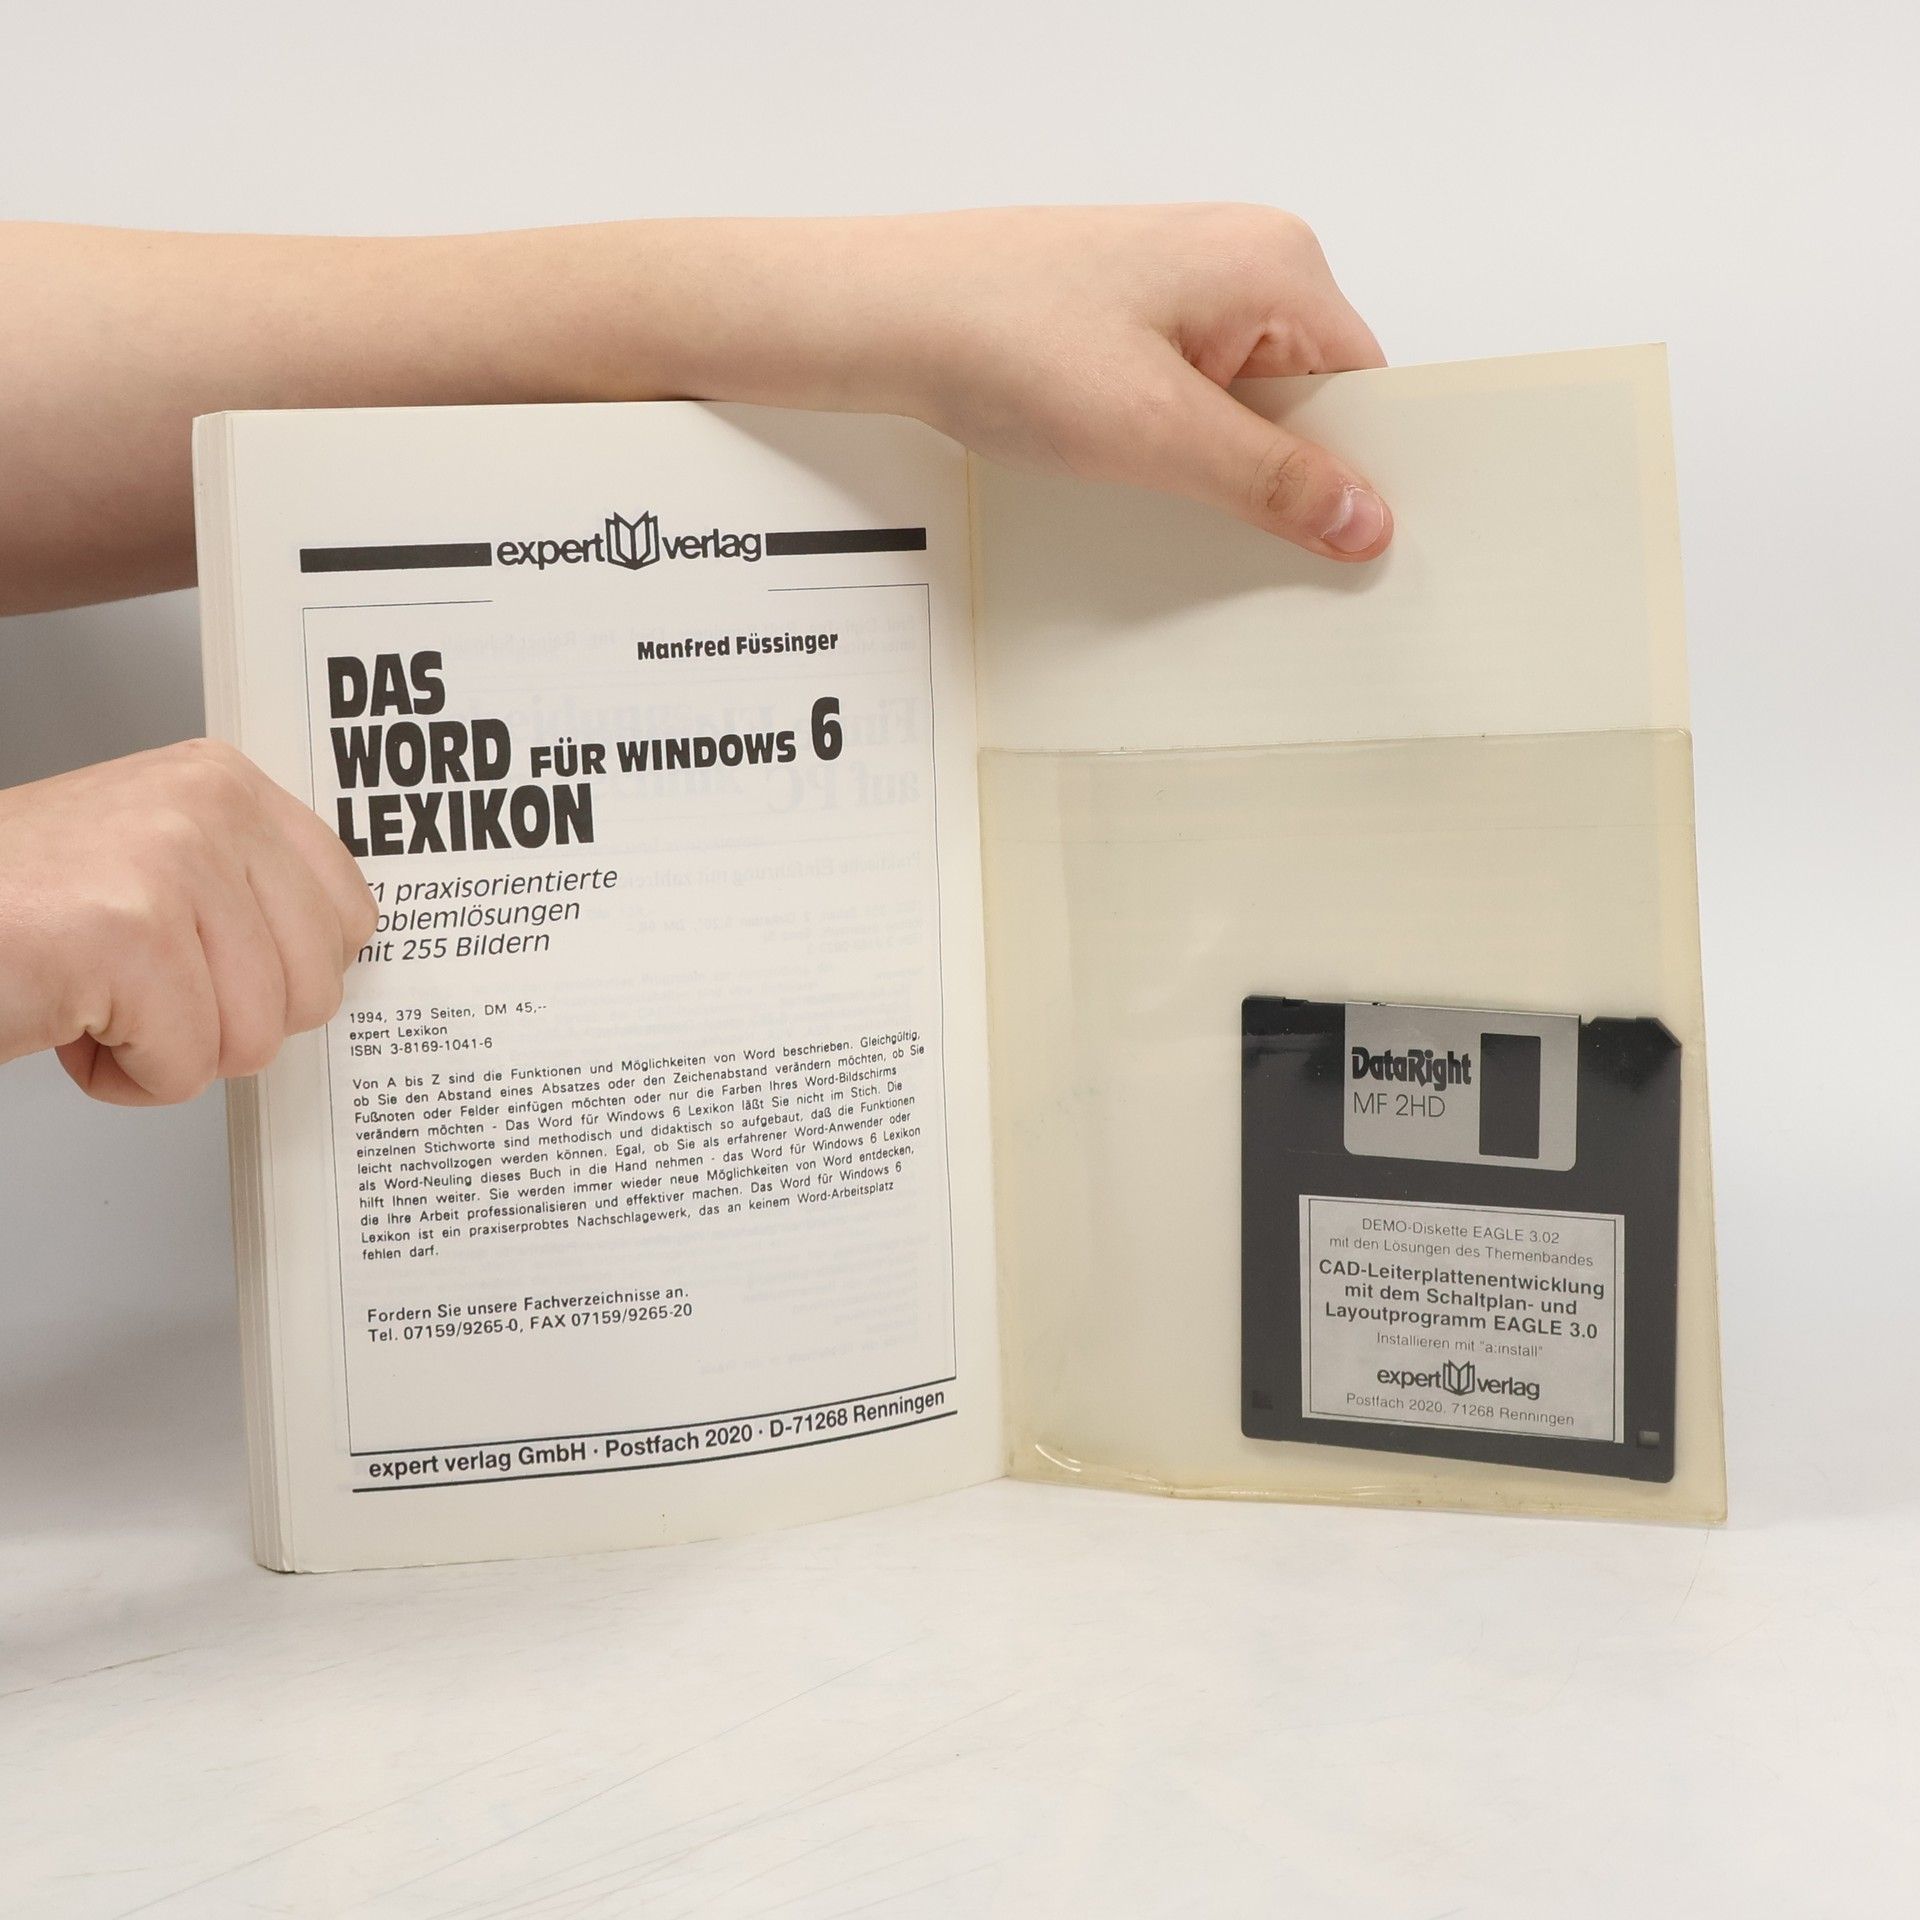 expert verlag
Manfred Füssinger
DAS
WORD FÜR WINDOWS 6
LEXIKON
praxisorientierte
mit 255 Bildern
1994, 379 Seiten, DM 45,--
expert Lexikon
ISBN 3-8169-1041-6
Von A bis Z sind die Funktionen und Möglichkeiten von Word beschrieben. Gleichgültig,
ob Sie den Abstand eines Absatzes oder den Zeichenabstand verändern möchten, ob Sie
Fußnoten oder Felder einfügen möchten oder nur die Farben Ihres Word-Bildschirms
verändern möchten - Das Word für Windows 6 Lexikon läßt Sie nicht im Stich. Die
einzelnen Stichworte sind methodisch und didaktisch so aufgebaut, daß die Funktionen
leicht nachvollzogen werden können. Egal, ob Sie als erfahrener Word-Anwender oder
als Word-Neuling dieses Buch in die Hand nehmen - das Word für Windows 6 Lexikon
hilft Ihnen weiter. Sie werden immer wieder neue Möglichkeiten von Word entdecken,
die Ihre Arbeit professionalisieren und effektiver machen. Das Word für Windows 6
Lexikon ist ein praxiserprobtes Nachschlagewerk, das an keinem Word-Arbeitsplatz
fehlen darf.
Fordern Sie unsere Fachverzeichnisse an.
Tel. 07159/9265-0, FAX 07159/9265-20
expert verlag GmbH · Postfach 2020 · D-71268 Renningen
DataRight
MF 2HD
DEMO-Diskette EAGLE 3.02
mit den Lösungen des Themenbandes
CAD-Leiterplattenentwicklung
mit dem Schaltplan- und
Layoutprogramm EAGLE 3.0
Installieren mit "a:install"
expert verlag
Postfach 2020, 71268 Renningen